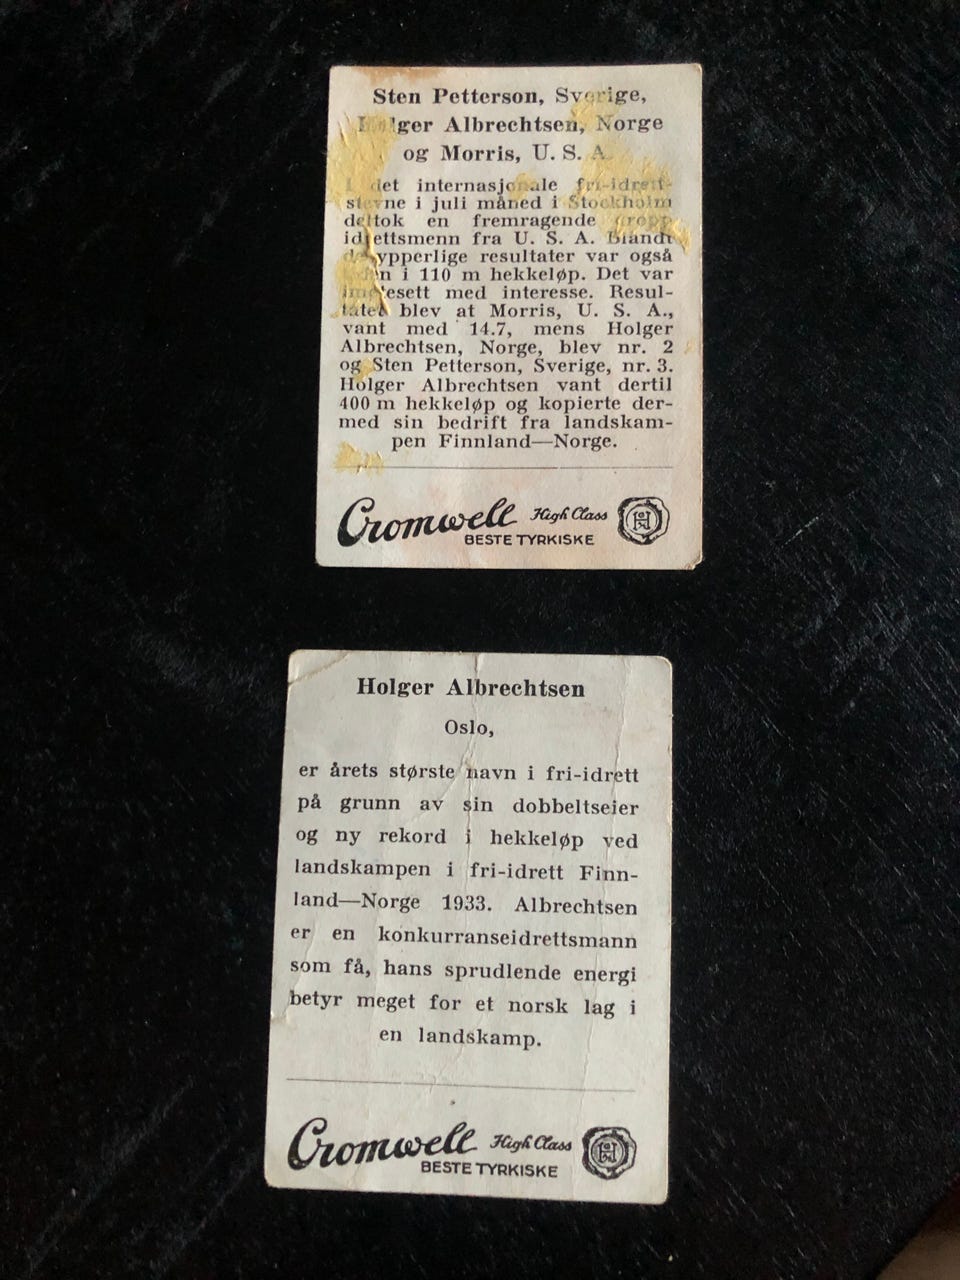 Sten Petterson, Sverige,
Holger Albrechtsen, Norge
og Morris, U. S. A.
I det internasjonale fri-idrett-
stevne i juli måned i Stockholm
deltok en fremragende tropp
idrettsmenn fra U. S. A. Blandt
de ypperlige resultater var også
i 110 m hekkeløp. Det var
imøtesett med interesse. Resul-
tatet blev at Morris, U. S. A.,
vant med 14.7, mens Holger
Albrechtsen, Norge, blev nr. 2
og Sten Petterson, Sverige, nr. 3.
Holger Albrechtsen vant dertil
400 m hekkeløp og kopierte der-
med sin bedrift fra landskam-
pen Finnland—Norge.
Cromwell High Class
BESTE TYRKISKE
Holger Albrechtsen
Oslo,
er årets største navn i fri-idrett
på grunn av sin dobbeltseier
og ny rekord i hekkeløp ved
landskampen i fri-idrett Finn-
land—Norge 1933. Albrechtsen
er en konkurranseidrettsmann
som få, hans sprudlende energi
betyr meget for et norsk lag i
en landskamp.
Cromwell High Class
BESTE TYRKISKE